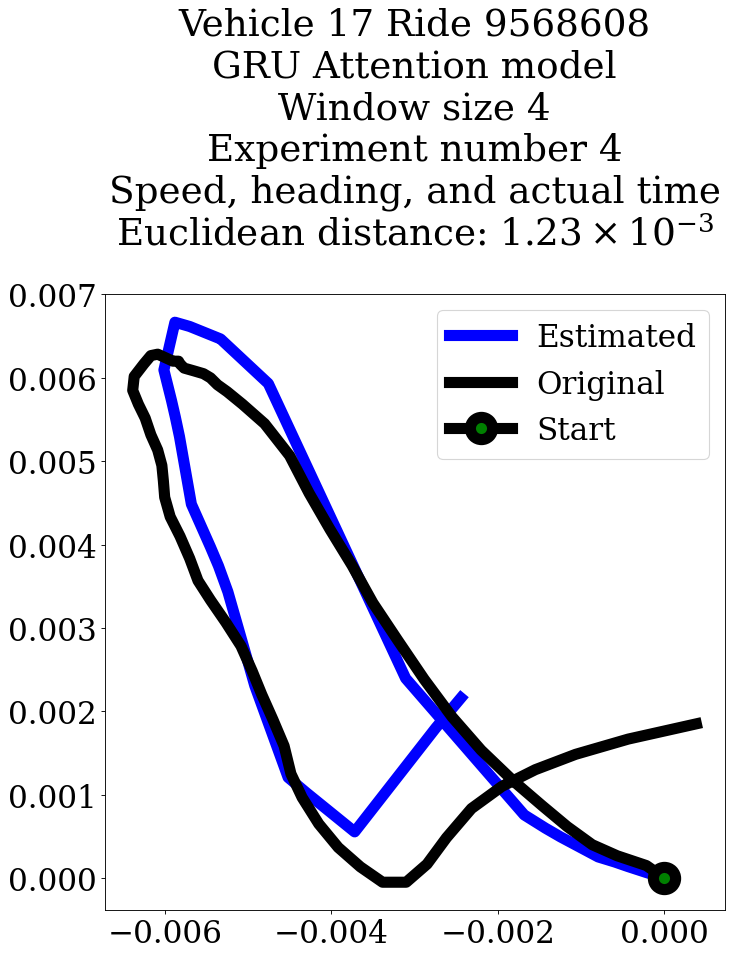 Vehicle 17 Ride 9568608
GRU Attention model
Window size 4
Experiment number 4
Speed, heading, and actual time
Euclidean distance: 1.23 × 10⁻³
Estimated
Original
Start
0.007
0.006
0.005
0.004
0.003
0.002
0.001
0.000
−0.006 −0.004 −0.002 0.000